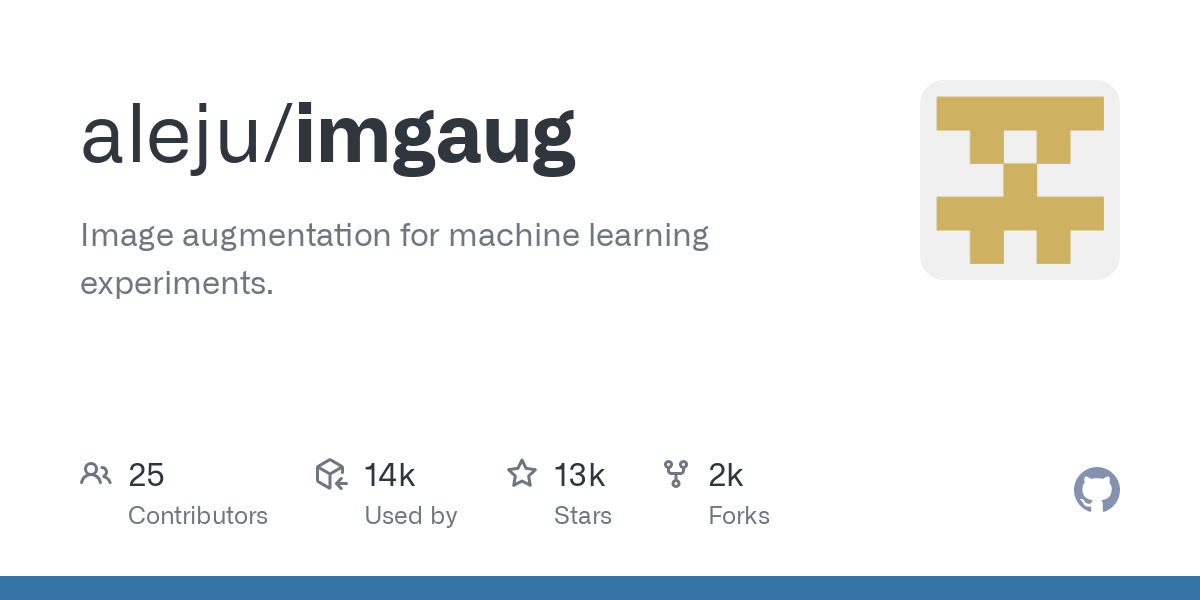 aleju/imgaug
Image augmentation for machine learning
experiments.
25
Contributors
14k
Used by
13k
Stars
2k
Forks